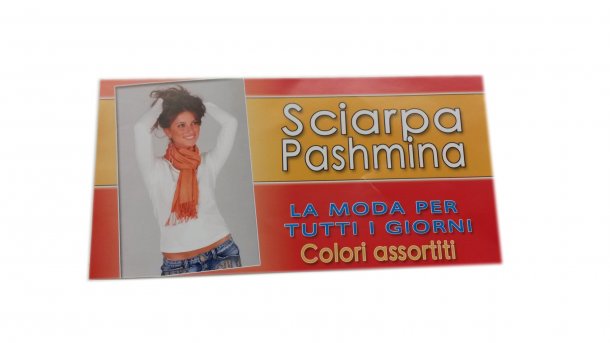 Sciarpa
Pashmina
LA MODA PER
TUTTI I GIORNI
Colori assortiti